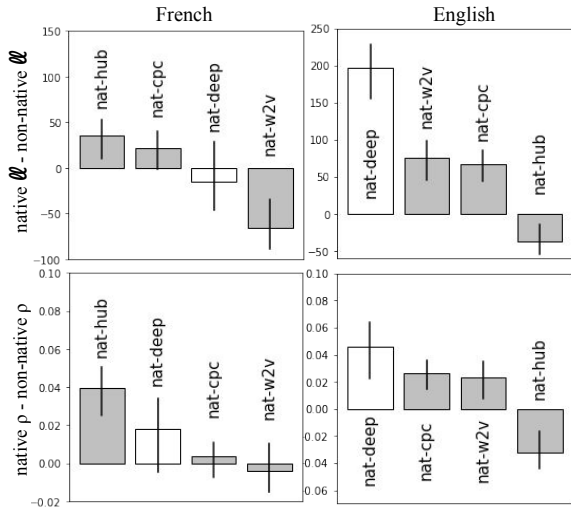 French
native ℓℓ - non-native ℓℓ
150
100
50
0
−50
−100
nat-hub
nat-cpc
nat-deep
nat-w2v
English
250
200
150
100
50
0
−50
nat-deep
nat-w2v
nat-cpc
nat-hub
native ρ - non-native ρ
0.10
0.08
0.06
0.04
0.02
0.00
−0.02
nat-hub
nat-deep
nat-cpc
nat-w2v
0.10
0.08
0.06
0.04
0.02
0.00
0.02
0.04
0.06
nat-deep
nat-cpc
nat-w2v
nat-hub